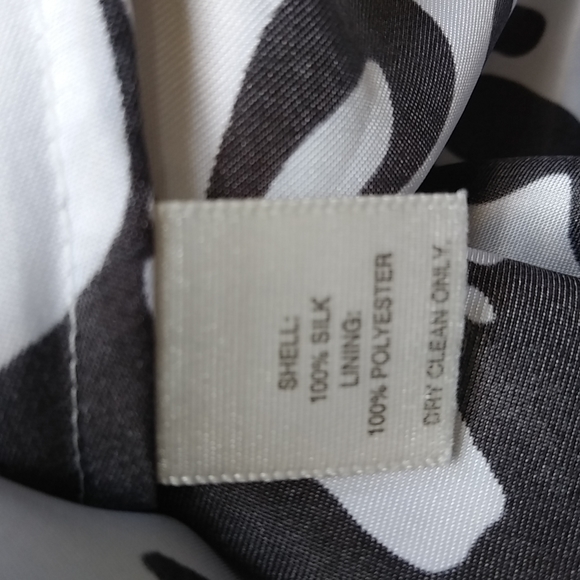 SHELL:
100% SILK
LINING:
100% POLYESTER
DRY CLEAN ONLY.